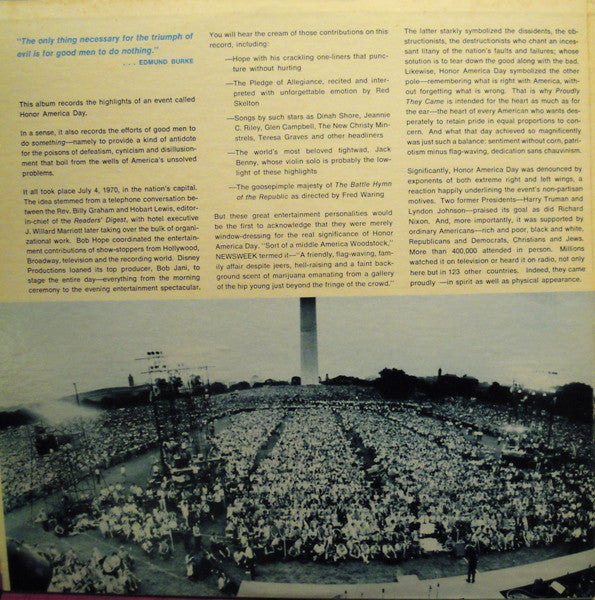 "The only thing necessary for the triumph of
evil is for good men to do nothing."
. . . EDMUND BURKE
This album records the highlights of an event called
Honor America Day.
In a sense, it also records the efforts of good men to
do something—namely to provide a kind of antidote
for the poisons of defeatism, cynicism and disillusion-
ment that boil from the wells of America's unsolved
problems.
It all took place July 4, 1970, in the nation's capital.
The idea stemmed from a telephone conversation be-
tween the Rev. Billy Graham and Hobart Lewis, editor-
in-chief of the Readers' Digest, with hotel executive
J. Willard Marriott later taking over the bulk of organi-
zational work. Bob Hope coordinated the entertain-
ment contributions of show-stoppers from Hollywood,
Broadway, television and the recording world. Disney
Productions loaned its top producer, Bob Jani, to
stage the entire day—everything from the morning
ceremony to the evening entertainment spectacular.
You will hear the cream of those contributions on this
record, including:
—Hope with his crackling one-liners that punc-
ture without hurting
—The Pledge of Allegiance, recited and inter-
preted with unforgettable emotion by Red
Skelton
—Songs by such stars as Dinah Shore, Jeannie
C. Riley, Glen Campbell, The New Christy Min-
strels, Teresa Graves and other headliners
—The world's most beloved tightwad, Jack
Benny, whose violin solo is probably the low-
light of these highlights
—The goosepimple majesty of The Battle Hymn
of the Republic as directed by Fred Waring
But these great entertainment personalities would
be the first to acknowledge that they were merely
window-dressing for the real significance of Honor
America Day. "Sort of a middle America Woodstock,"
NEWSWEEK termed it—"A friendly, flag-waving, fam-
ily affair despite jeers, hell-raising and a faint back-
ground scent of marijuana emanating from a gallery
of the hip young just beyond the fringe of the crowd."
The latter starkly symbolized the dissidents, the ob-
structionists, the destructionists who chant an inces-
sant litany of the nation's faults and failures; whose
solution is to tear down the good along with the bad.
Likewise, Honor America Day symbolized the other
pole—remembering what is right with America, with-
out forgetting what is wrong. That is why Proudly
They Came is intended for the heart as much as for
the ear—the heart of every American who wants des-
perately to retain pride in equal proportions to con-
cern. And what that day achieved so magnificently
was just such a balance: sentiment without corn, patri-
otism minus flag-waving, dedication sans chauvinism.
Significantly, Honor America Day was denounced by
exponents of both extreme right and left wings, a
reaction happily underlining the event's non-partisan
motives. Two former Presidents—Harry Truman and
Lyndon Johnson—praised its goal as did Richard
Nixon. And, more importantly, it was supported by
ordinary Americans—rich and poor, black and white,
Republicans and Democrats, Christians and Jews.
More than 400,000 attended in person. Millions
watched it on television or heard it on radio, not only
here but in 123 other countries. Indeed, they came
proudly —in spirit as well as physical appearance.